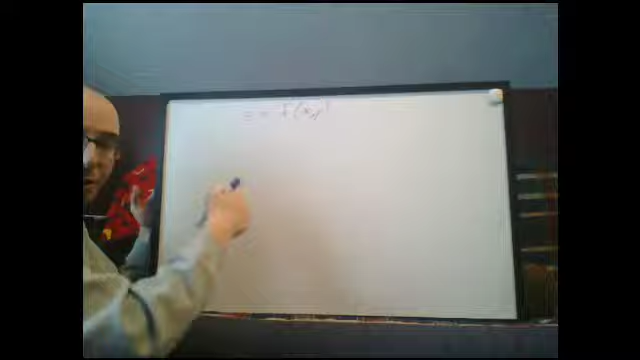 z = f(x,y)